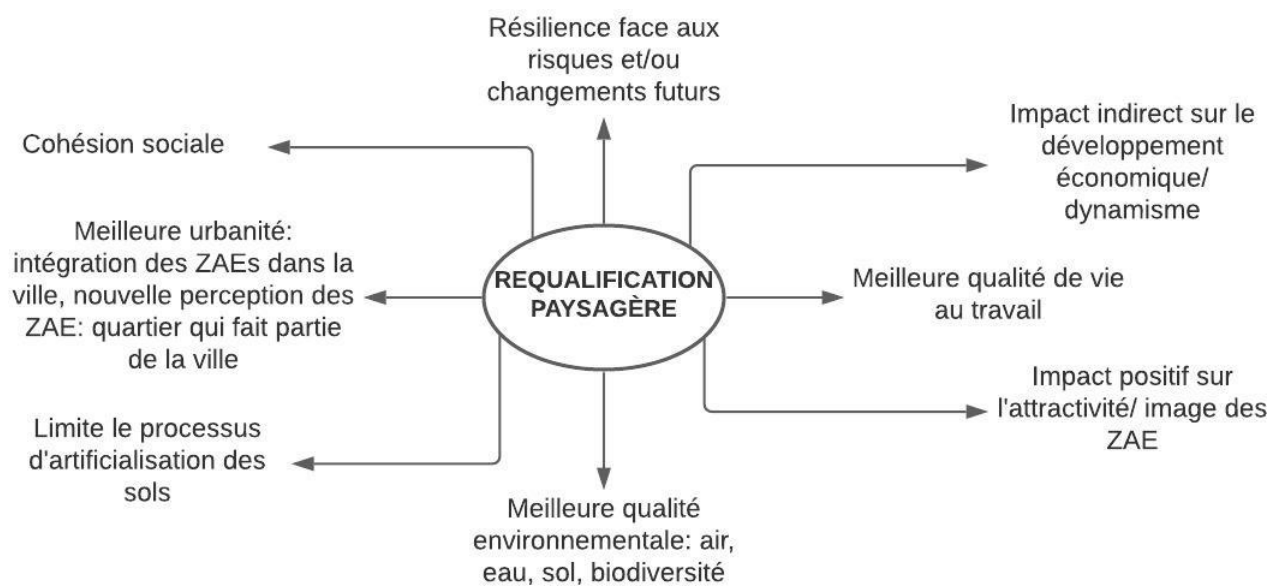 Résilience face aux
risques et/ou
changements futurs
Cohésion sociale
Impact indirect sur le
développement
économique/
dynamisme
Meilleure urbanité:
intégration des ZAEs dans la
ville, nouvelle perception des
ZAE: quartier qui fait partie
de la ville
REQUALIFICATION
PAYSAGÈRE
Meilleure qualité de vie
au travail
Limite le processus
d'artificialisation des
sols
Impact positif sur
l'attractivité/ image des
ZAE
Meilleure qualité
environnementale: air,
eau, sol, biodiversité